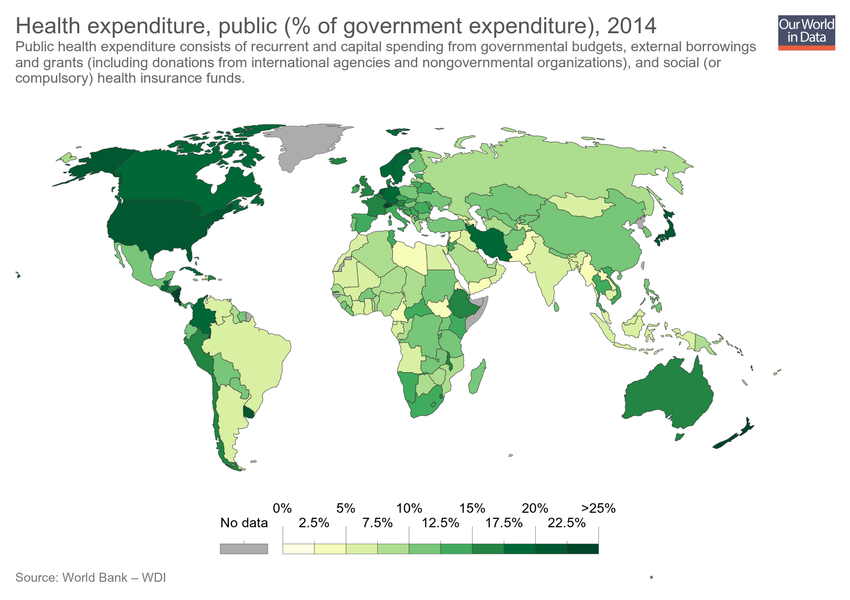 Health expenditure, public (% of government expenditure), 2014
Our World
in Data
Public health expenditure consists of recurrent and capital spending from governmental budgets, external borrowings
and grants (including donations from international agencies and nongovernmental organizations), and social (or
compulsory) health insurance funds.
0% 5% 10% 15% 20% >25%
No data 2.5% 7.5% 12.5% 17.5% 22.5%
Source: World Bank – WDI